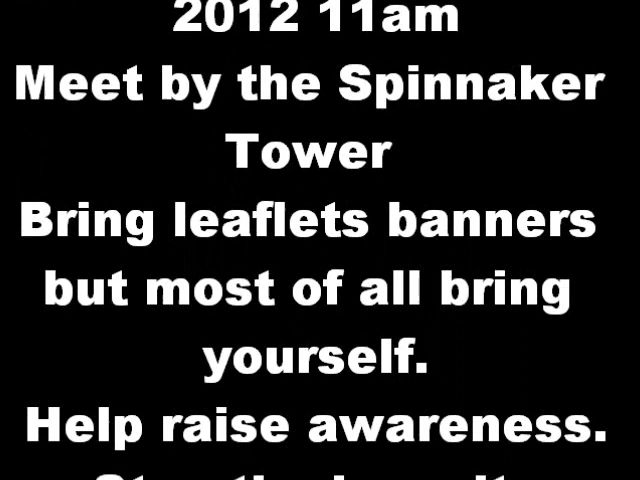 2012 11am
Meet by the Spinnaker
Tower
Bring leaflets banners
but most of all bring
yourself.
Help raise awareness.